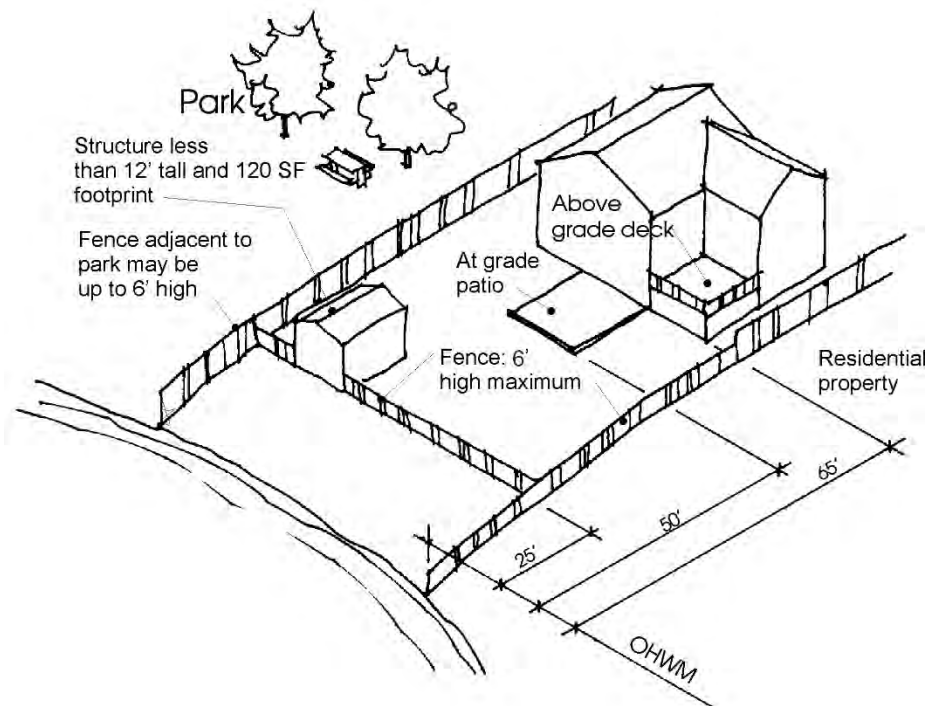 Park
Structure less
than 12' tall and 120 SF
footprint
Fence adjacent to
park may be
up to 6' high
Above
grade deck
At grade
patio
Fence: 6'
high maximum
Residential
property
25'
50'
65'
OHWM